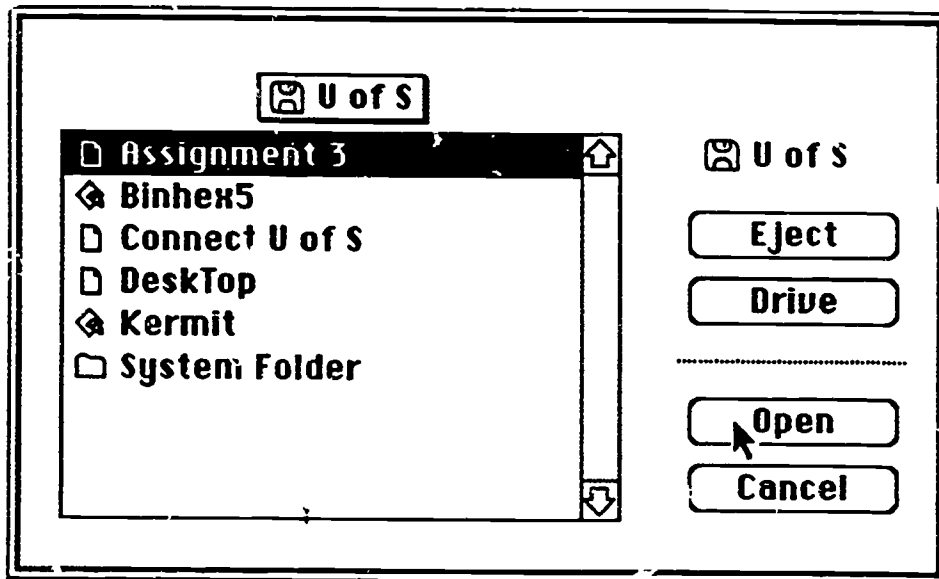 U of S
Assignment 3
Binhex5
Connect U of S
DeskTop
Kermit
System Folder
U of S
Eject
Drive
Open
Cancel